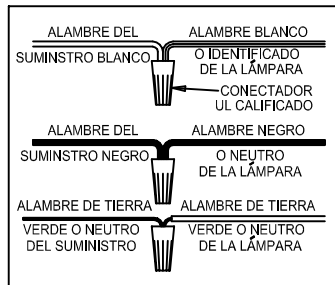 ALAMBRE DEL
SUMINSTRO BLANCO
ALAMBRE BLANCO
O IDENTIFICADO
DE LA LÁMPARA
CONECTADOR
UL CALIFICADO
ALAMBRE DEL
SUMINSTRO NEGRO
ALAMBRE NEGRO
O NEUTRO
DE LA LÁMPARA
ALAMBRE DE TIERRA
VERDE O NEUTRO
DEL SUMINISTRO
ALAMBRE DE TIERRA
VERDE O NEUTRO
DE LA LÁMPARA